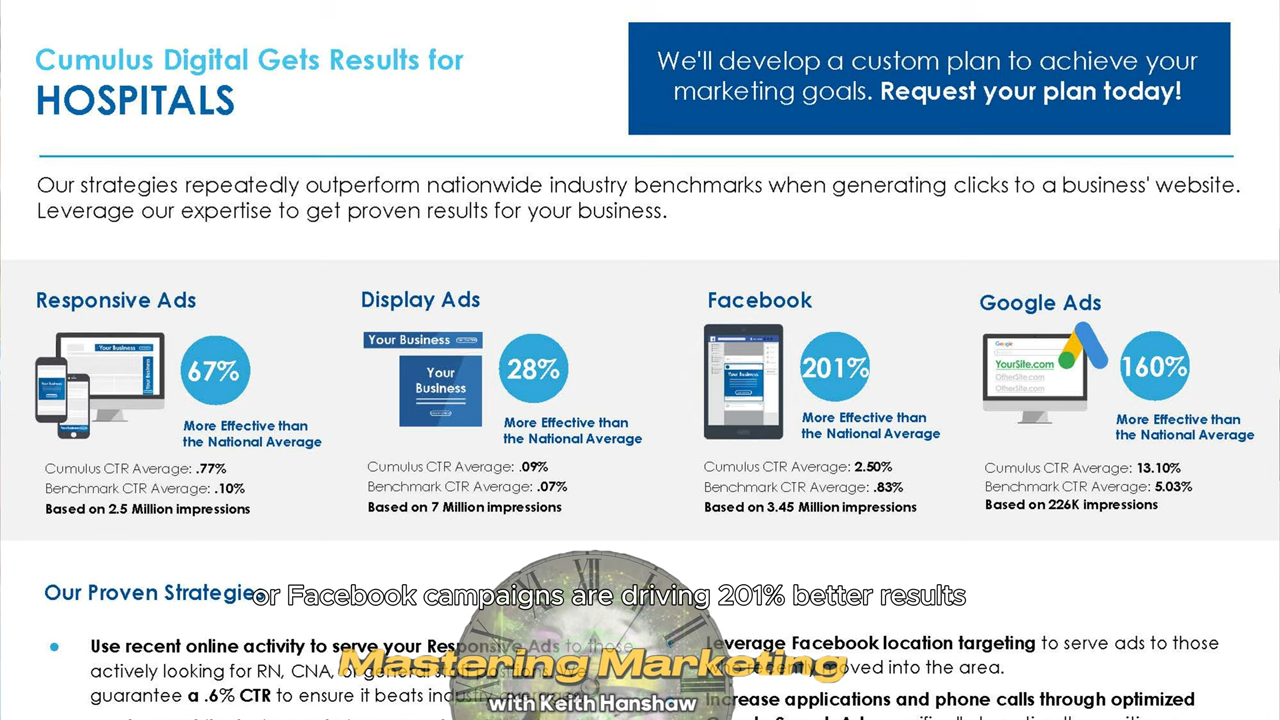 Cumulus Digital Gets Results for
HOSPITALS
We'll develop a custom plan to achieve your
marketing goals. Request your plan today!
Our strategies repeatedly outperform nationwide industry benchmarks when generating clicks to a business' website.
Leverage our expertise to get proven results for your business.
Responsive Ads
Your Business
67%
More Effective than
the National Average
Cumulus CTR Average: .77%
Benchmark CTR Average: .10%
Based on 2.5 Million impressions
Display Ads
Your Business
Your
Business
28%
More Effective than
the National Average
Cumulus CTR Average: .09%
Benchmark CTR Average: .07%
Based on 7 Million impressions
Facebook
201%
More Effective than
the National Average
Cumulus CTR Average: 2.50%
Benchmark CTR Average: .83%
Based on 3.45 Million impressions
Google Ads
Google
YourSite.com
OtherSite.com
OtherSite.com
160%
More Effective than
the National Average
Cumulus CTR Average: 13.10%
Benchmark CTR Average: 5.03%
Based on 226K impressions
Our Proven Strategies
or Facebook campaigns are driving 201% better results
Use recent online activity to serve your Responsive Ads to those
actively looking for RN, CNA, or general
guarantee a .6% CTR to ensure it beats
Leverage Facebook location targeting to serve ads to those
recently moved into the area.
Increase applications and phone calls through optimized
Mastering Marketing
with Keith Hanshaw